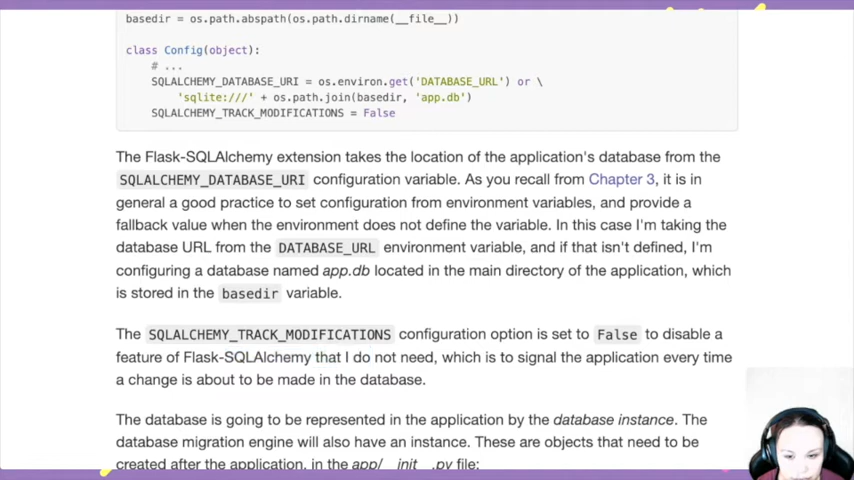 basedir = os.path.abspath(os.path.dirname(__file__))
class Config(object):
# ...
SQLALCHEMY_DATABASE_URI = os.environ.get('DATABASE_URL') or \
'sqlite:///' + os.path.join(basedir, 'app.db')
SQLALCHEMY_TRACK_MODIFICATIONS = False
The Flask-SQLAlchemy extension takes the location of the application's database from the
SQLALCHEMY_DATABASE_URI configuration variable. As you recall from Chapter 3, it is in
general a good practice to set configuration from environment variables, and provide a
fallback value when the environment does not define the variable. In this case I'm taking the
database URL from the DATABASE_URL environment variable, and if that isn't defined, I'm
configuring a database named app.db located in the main directory of the application, which
is stored in the basedir variable.
The SQLALCHEMY_TRACK_MODIFICATIONS configuration option is set to False to disable a
feature of Flask-SQLAlchemy that I do not need, which is to signal the application every time
a change is about to be made in the database.
The database is going to be represented in the application by the database instance. The
database migration engine will also have an instance. These are objects that need to be
created after the application, in the app/__init__.py file: